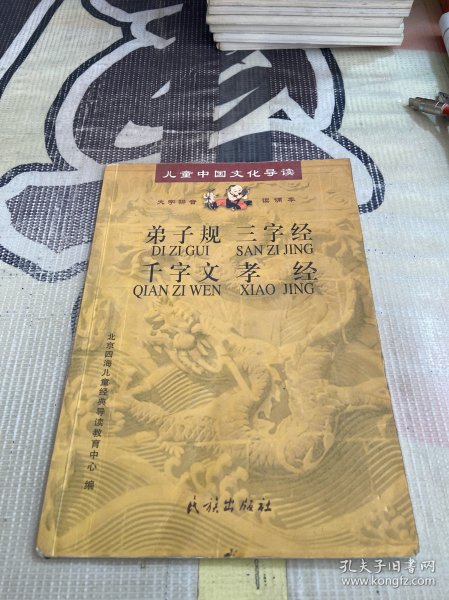 儿童中国文化导读
大字拼音 读诵本
弟子规 三字经
DI ZI GUI SAN ZI JING
千字文 孝经
QIAN ZI WEN XIAO JING
北京四海儿童经典导读教育中心 编
民族出版社
孔夫子旧书网
www.kongfz.com